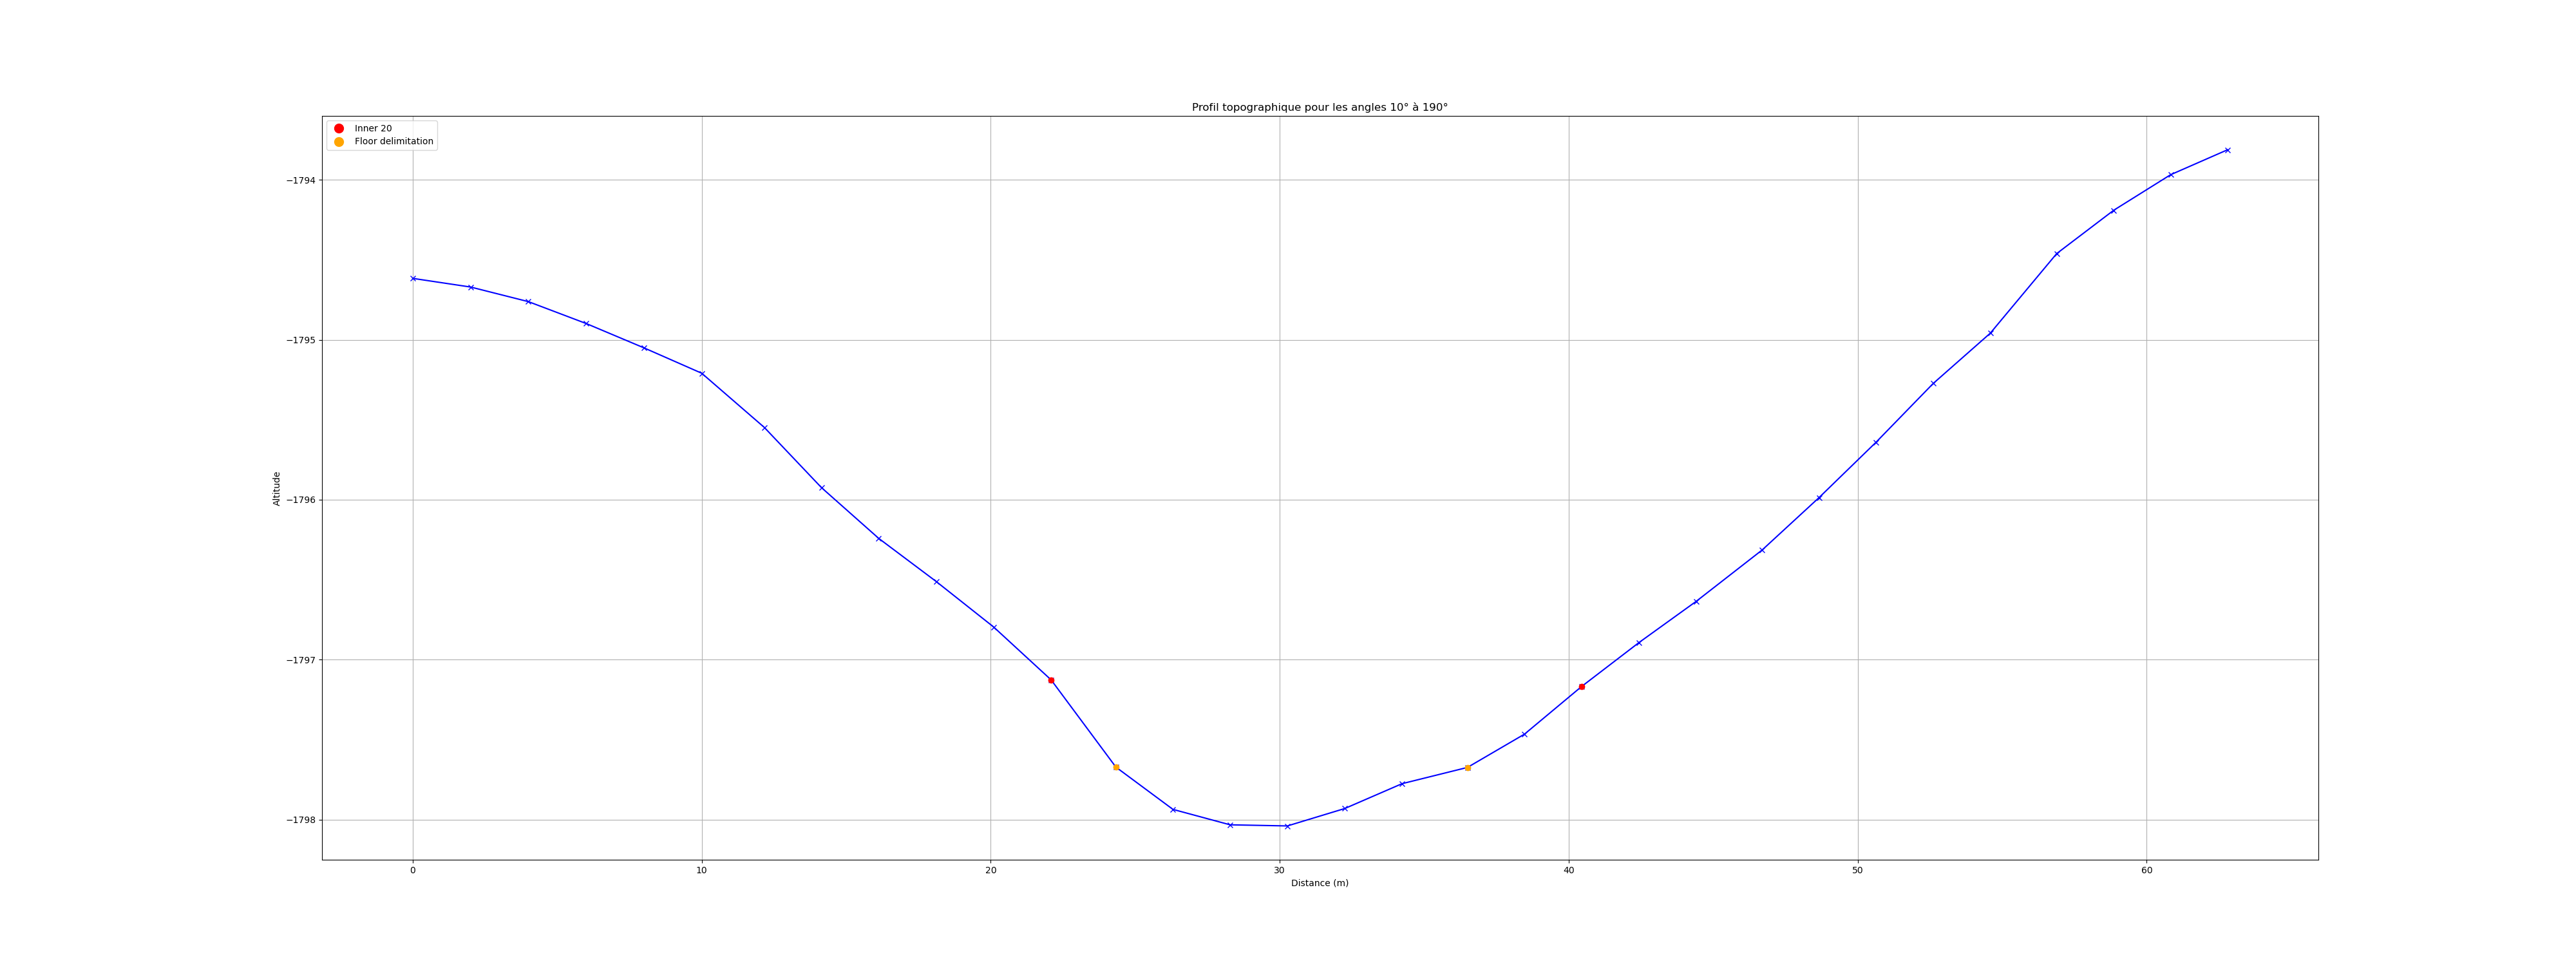 Profil topographique pour les angles 10° à 190°
Inner 20
Floor delimitation
Altitude
−1794
−1795
−1796
−1797
−1798
0 10 20 30 40 50 60
Distance (m)